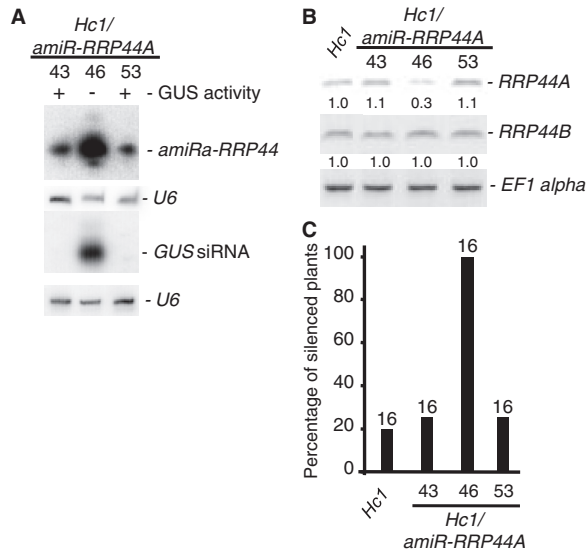 A
Hc1/
amiR-RRP44A
43 46 53
+ - + - GUS activity
- amiRa-RRP44
- U6
- GUS siRNA
- U6
B
Hc1
Hc1/
amiR-RRP44A
43 46 53
- RRP44A
1.0 1.1 0.3 1.1
- RRP44B
1.0 1.0 1.0 1.0
- EF1 alpha
C
Percentage of silenced plants
100
80
60
40
20
0
16 16 16 16
Hc1 43 46 53
Hc1/
amiR-RRP44A